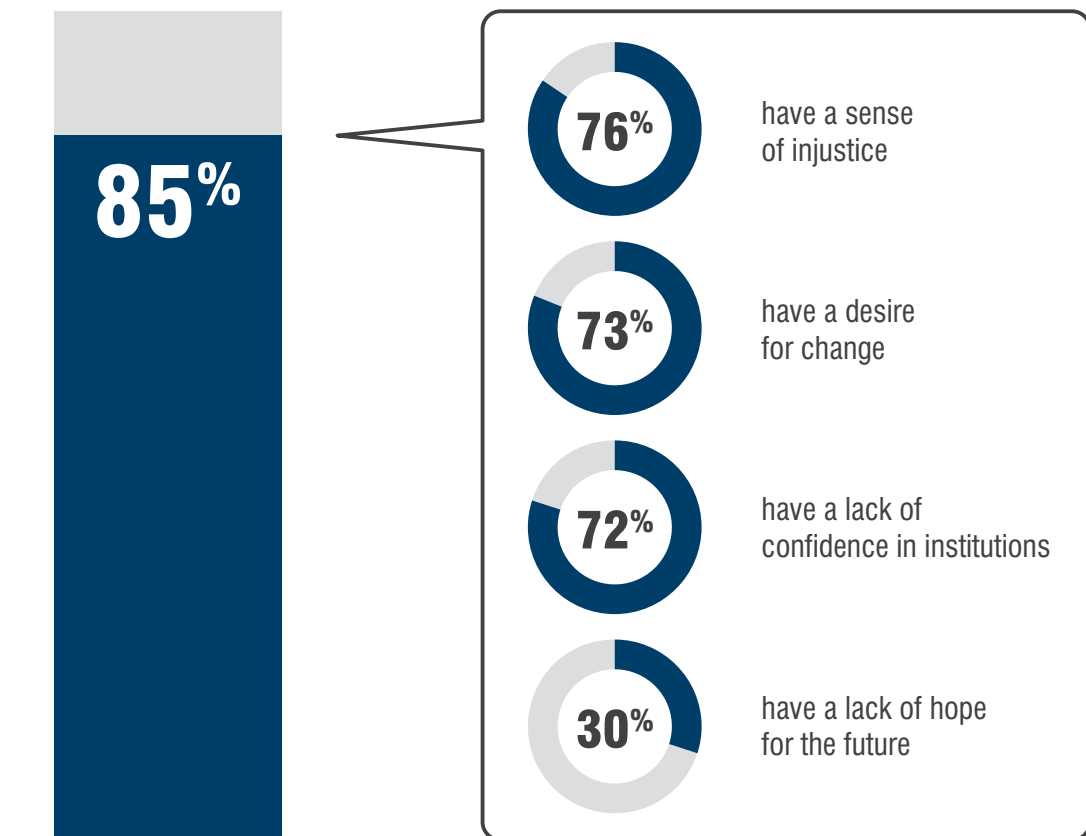 85%
76%
have a sense
of injustice
73%
have a desire
for change
72%
have a lack of
confidence in institutions
30%
have a lack of hope
for the future